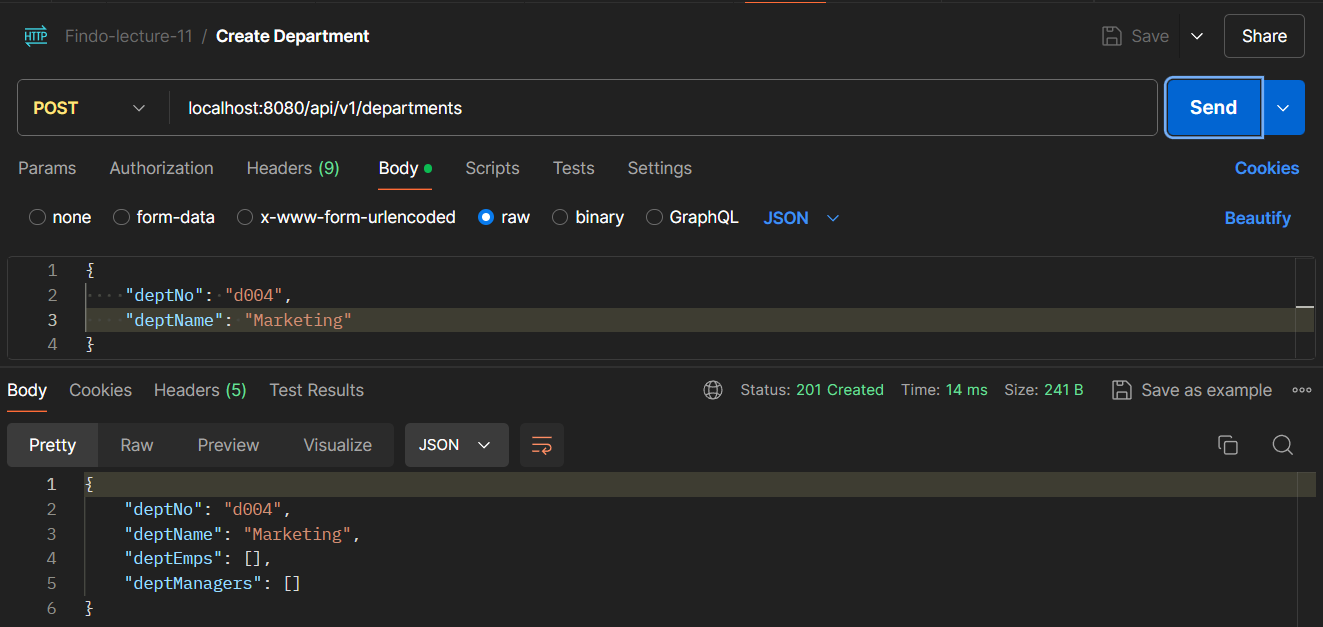 HTTP Findo-lecture-11 / Create Department Save Share
POST localhost:8080/api/v1/departments Send
Params Authorization Headers (9) Body Scripts Tests Settings Cookies
none form-data x-www-form-urlencoded raw binary GraphQL JSON Beautify
1 {
2 "deptNo": "d004",
3 "deptName": "Marketing"
4 }
Body Cookies Headers (5) Test Results Status: 201 Created Time: 14 ms Size: 241 B Save as example
Pretty Raw Preview Visualize JSON
1 {
2 "deptNo": "d004",
3 "deptName": "Marketing",
4 "deptEmps": [],
5 "deptManagers": []
6 }